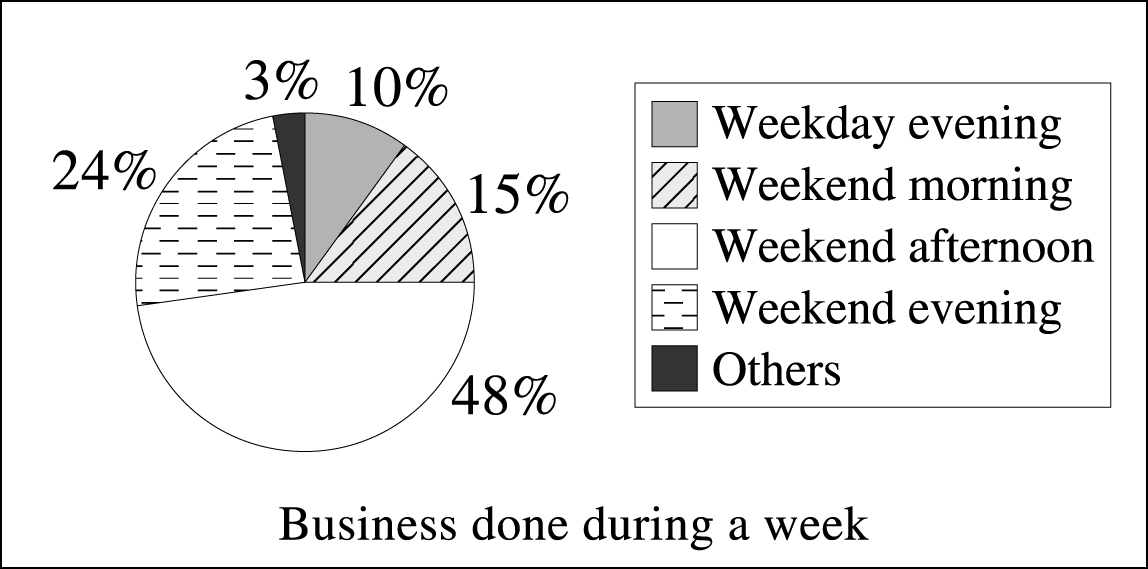 3%
10%
24%
15%
48%
Weekday evening
Weekend morning
Weekend afternoon
Weekend evening
Others
Business done during a week